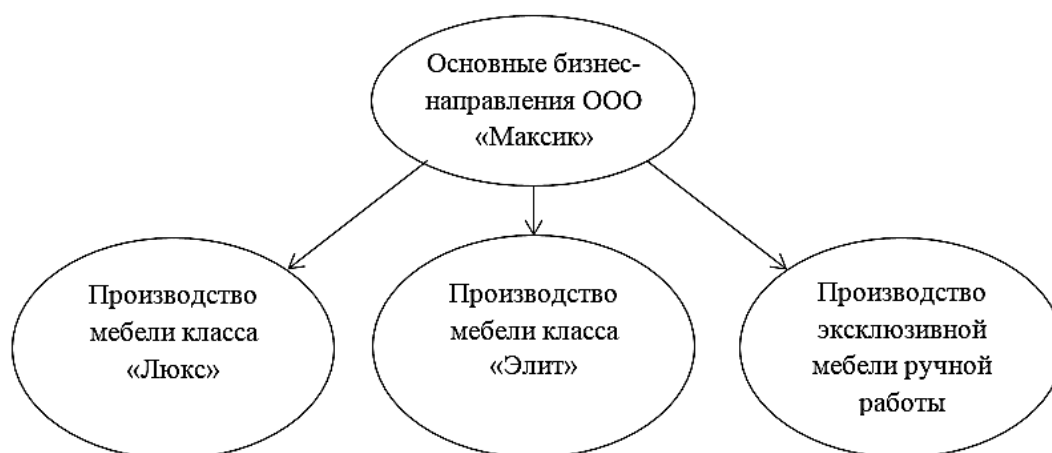 Основные бизнес-
направления ООО
«Максик»
Производство
мебели класса
«Люкс»
Производство
мебели класса
«Элит»
Производство
эксклюзивной
мебели ручной
работы